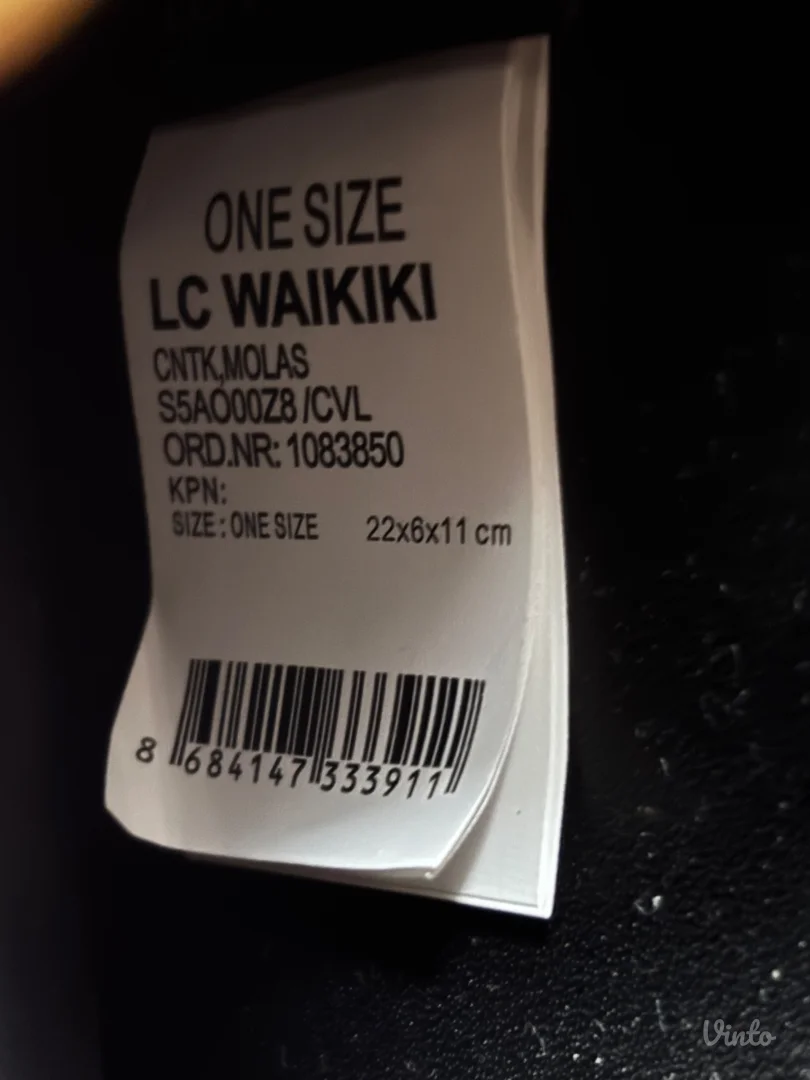 ONE SIZE
LC WAIKIKI
CNTK,MOLAS
S5AO00Z8 /CVL
ORD.NR: 1083850
KPN:
SIZE : ONE SIZE 22x6x11 cm
8 684147 333911
Vinto